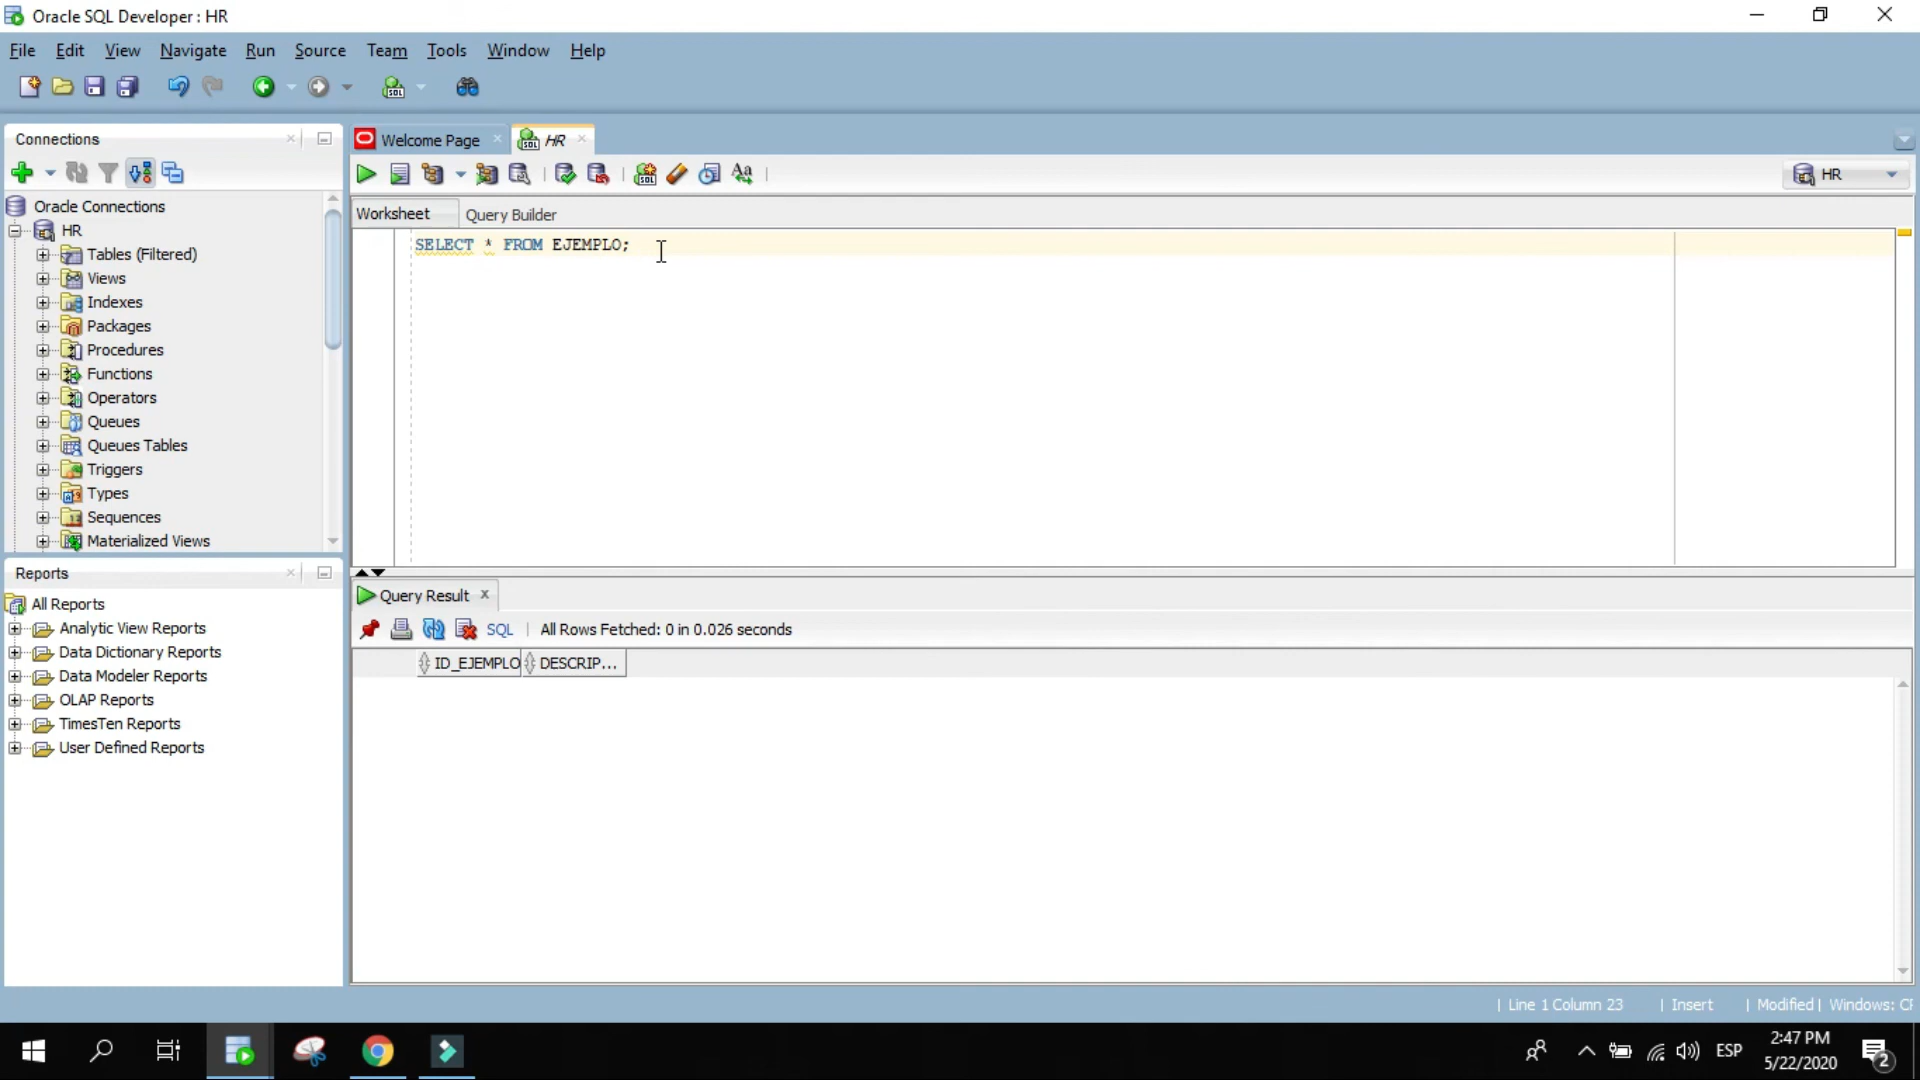 Oracle SQL Developer : HR
File Edit View Navigate Run Source Team Tools Window Help
Connections
Oracle Connections
HR
Tables (Filtered)
Views
Indexes
Packages
Procedures
Functions
Operators
Queues
Queues Tables
Triggers
Types
Sequences
Materialized Views
Reports
All Reports
Analytic View Reports
Data Dictionary Reports
Data Modeler Reports
OLAP Reports
TimesTen Reports
User Defined Reports
Welcome Page HR
HR
Worksheet Query Builder
SELECT * FROM EJEMPLO;
Query Result
SQL | All Rows Fetched: 0 in 0.026 seconds
ID_EJEMPLO DESCRIP...
| Line 1 Column 23 | Insert | Modified | Windows: CF
ESP
2:47 PM
5/22/2020
2